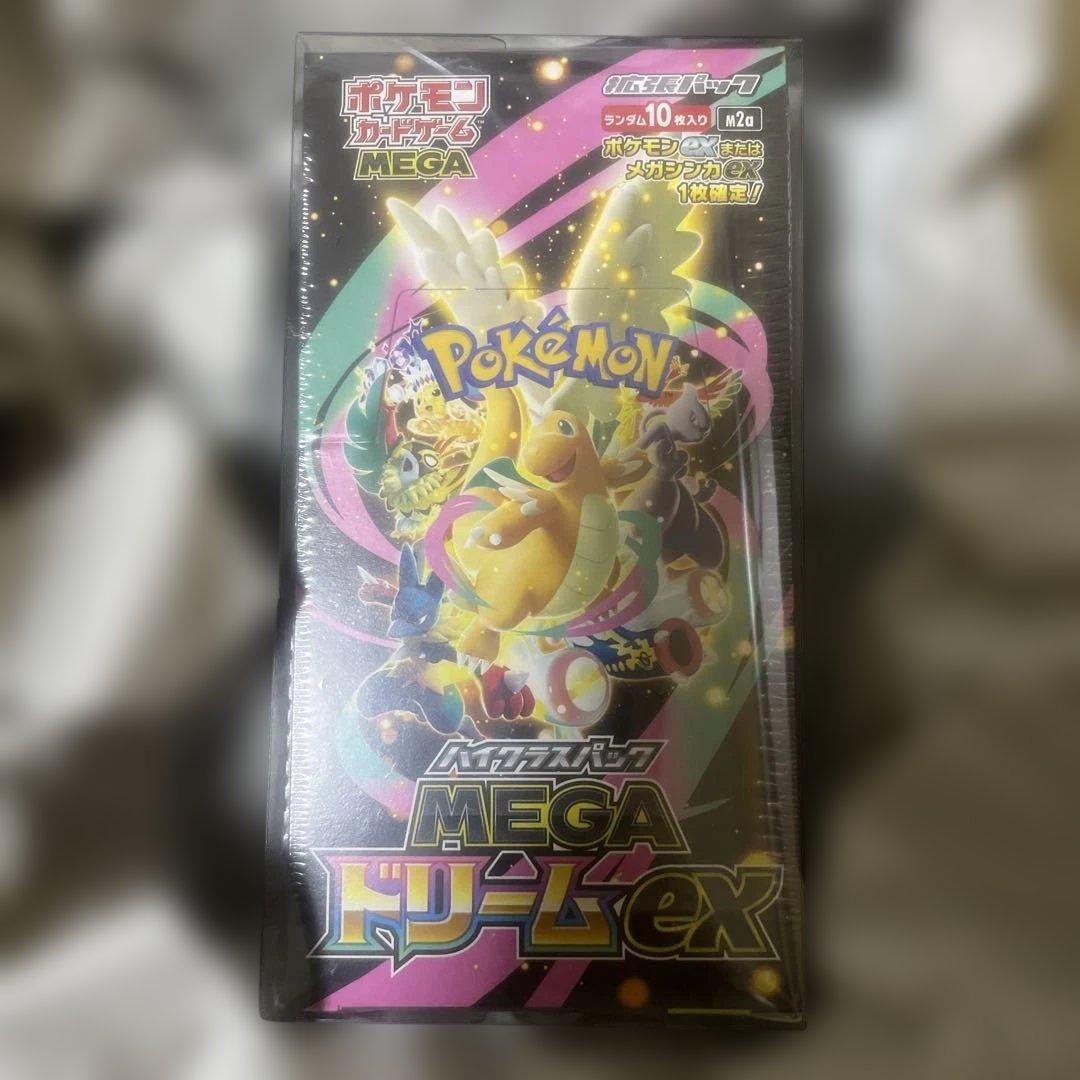 ポケモン
カードゲーム™
MEGA
拡張パック
ランダム10枚入り M2a
ポケモンexまたは
メガシンカex
1枚確定!
POKéMON
ハイクラスパック
MEGA
ドリームex